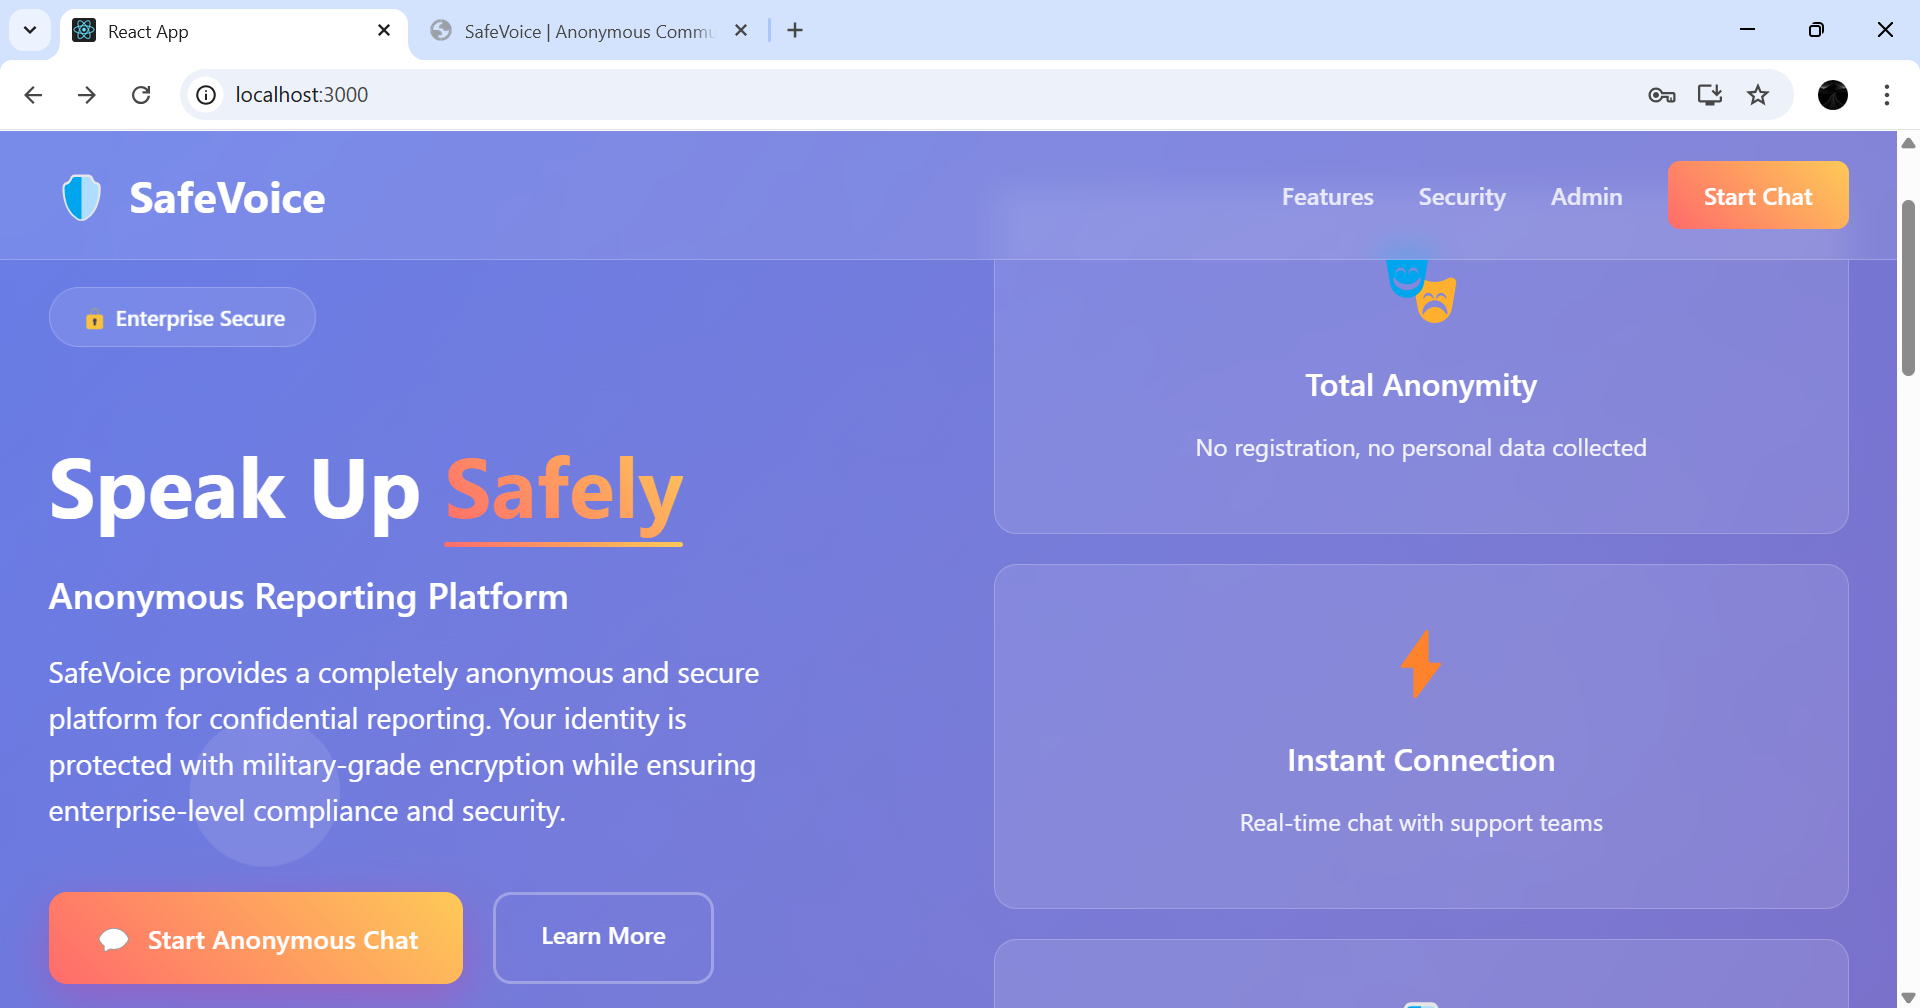 React App
SafeVoice | Anonymous Commu
localhost:3000
SafeVoice
Features
Security
Admin
Start Chat
Enterprise Secure
Speak Up Safely
Anonymous Reporting Platform
SafeVoice provides a completely anonymous and secure
platform for confidential reporting. Your identity is
protected with military-grade encryption while ensuring
enterprise-level compliance and security.
Start Anonymous Chat
Learn More
Total Anonymity
No registration, no personal data collected
Instant Connection
Real-time chat with support teams